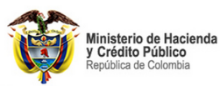 Ministerio de Hacienda
y Crédito Público
República de Colombia